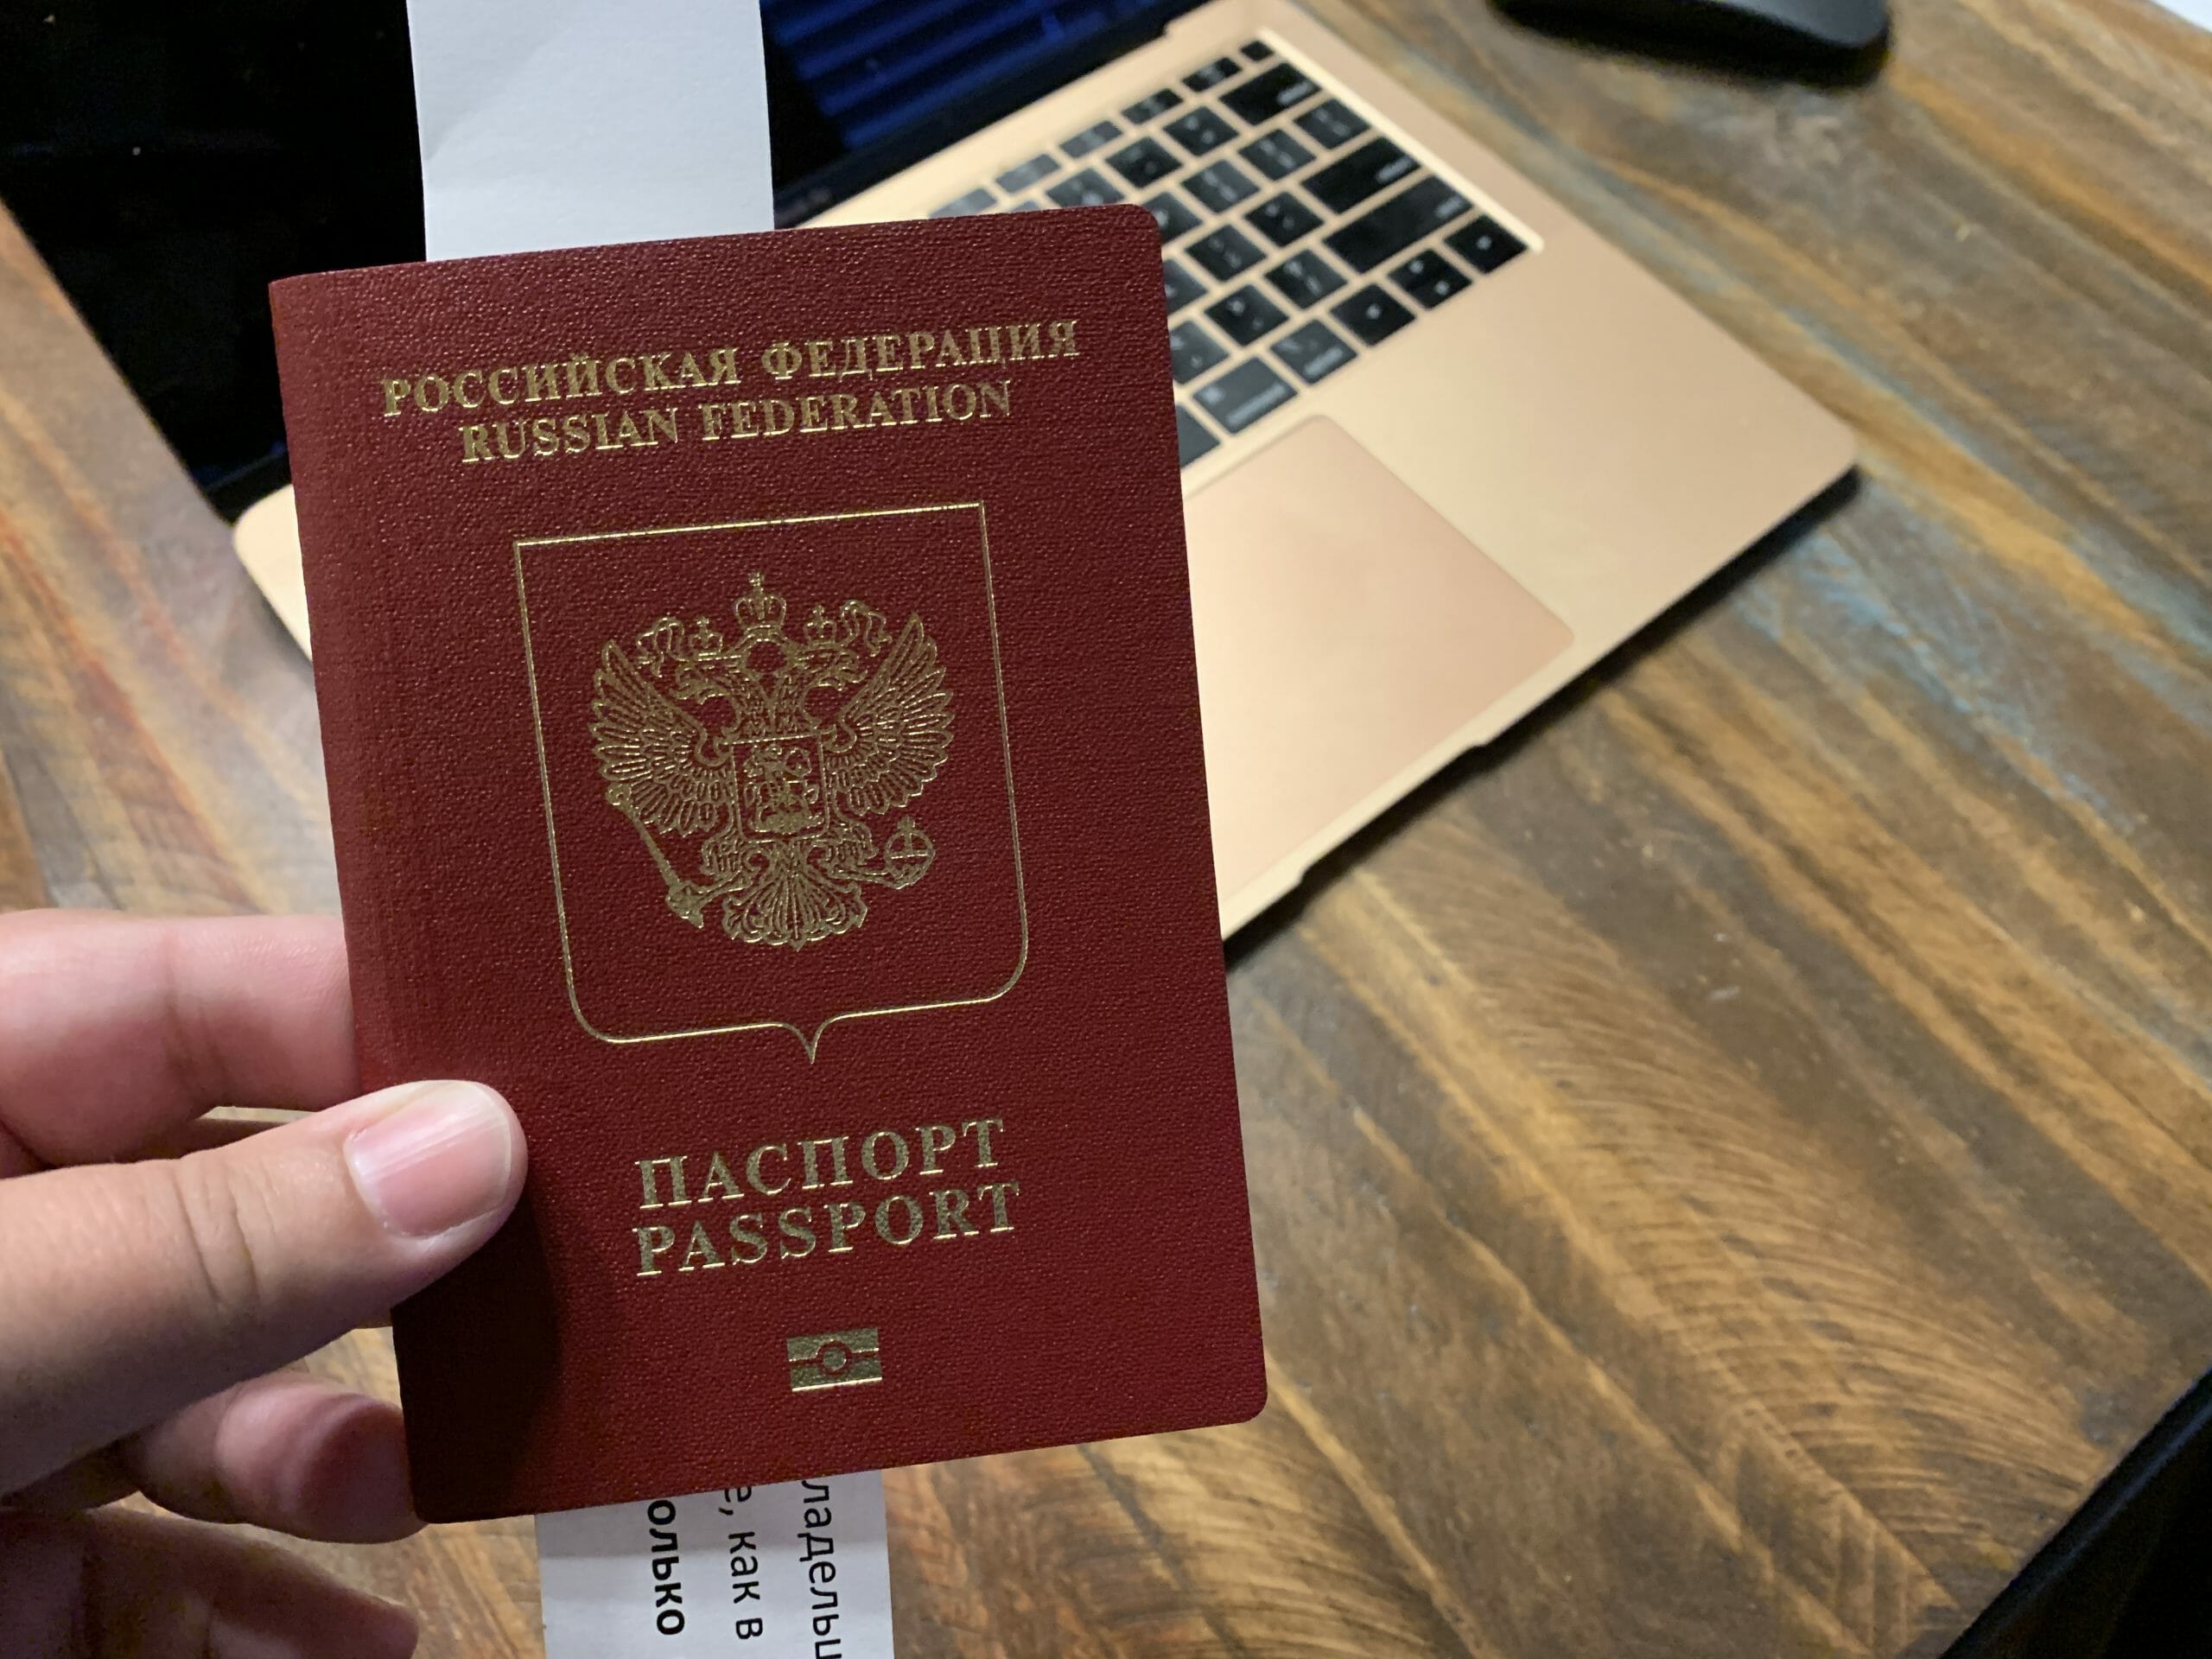 РОССИЙСКАЯ ФЕДЕРАЦИЯ
RUSSIAN FEDERATION
ПАСПОРТ
PASSPORT
е, как в